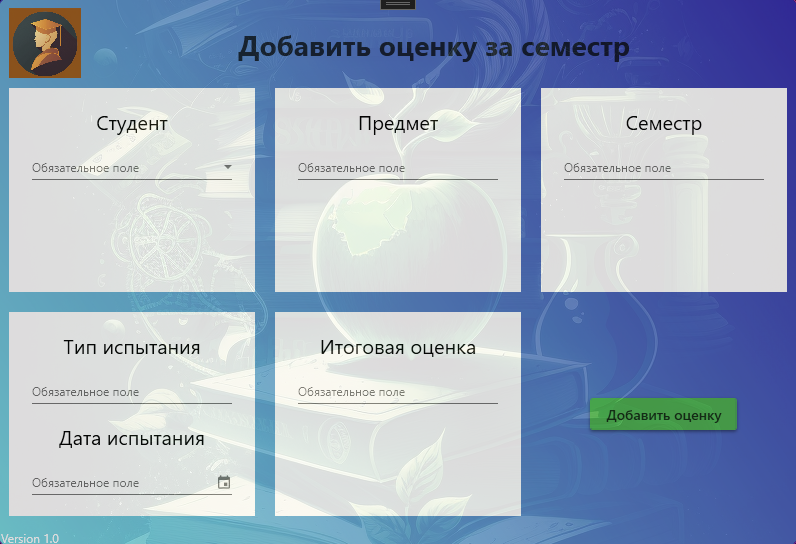 Добавить оценку за семестр
Студент
Обязательное поле
Предмет
Обязательное поле
Семестр
Обязательное поле
Тип испытания
Обязательное поле
Дата испытания
Обязательное поле
Итоговая оценка
Обязательное поле
Добавить оценку
Version 1.0